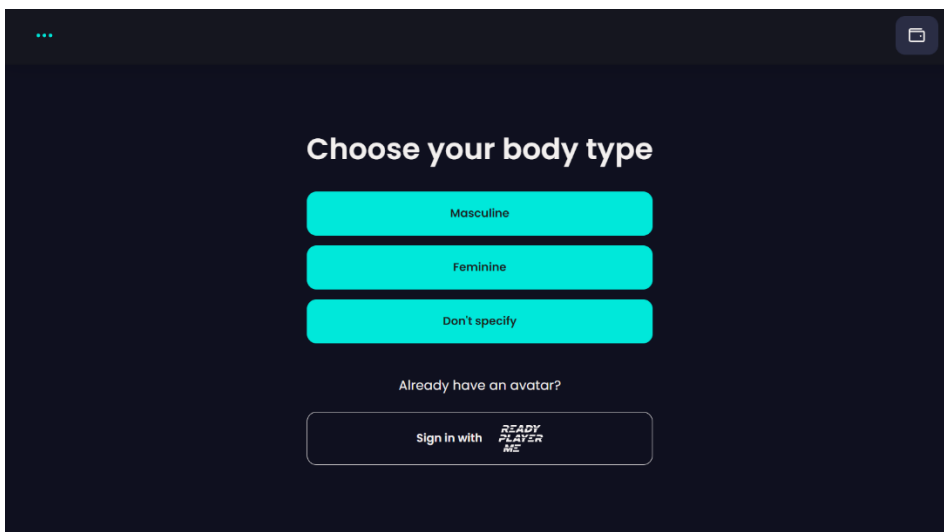 Choose your body type
Masculine
Feminine
Don't specify
Already have an avatar?
Sign in with
READY
PLAYER
ME